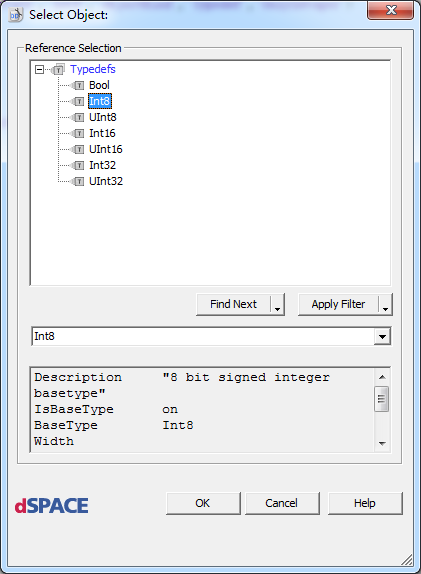 Select Object:
Reference Selection
Typedefs
Bool
Int8
UInt8
Int16
UInt16
Int32
UInt32
Find Next
Apply Filter
Int8
Description "8 bit signed integer
basetype"
IsBaseType on
BaseType Int8
Width
dSPACE
OK
Cancel
Help